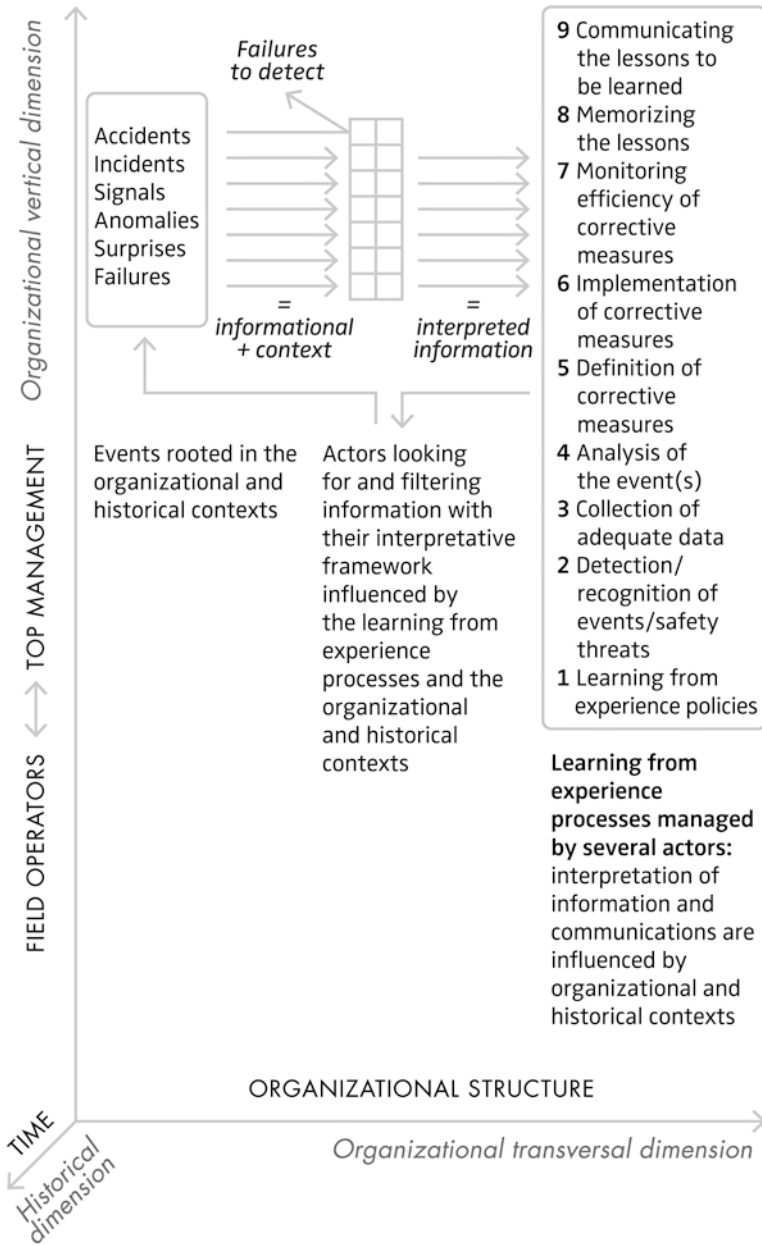 Organizational vertical dimension
TOP MANAGEMENT
FIELD OPERATORS
Failures
to detect
Accidents
Incidents
Signals
Anomalies
Surprises
Failures
=
informational
+ context
=
interpreted
information
Events rooted in the
organizational and
historical contexts
Actors looking
for and filtering
information with
their interpretative
framework
influenced by
the learning from
experience
processes and the
organizational
and historical
contexts
9 Communicating
the lessons to
be learned
8 Memorizing
the lessons
7 Monitoring
efficiency of
corrective
measures
6 Implementation
of corrective
measures
5 Definition of
corrective
measures
4 Analysis of
the event(s)
3 Collection of
adequate data
2 Detection/
recognition of
events/safety
threats
1 Learning from
experience policies
Learning from
experience
processes managed
by several actors:
interpretation of
information and
communications are
influenced by
organizational and
historical contexts
ORGANIZATIONAL STRUCTURE
Organizational transversal dimension
TIME
Historical
dimension